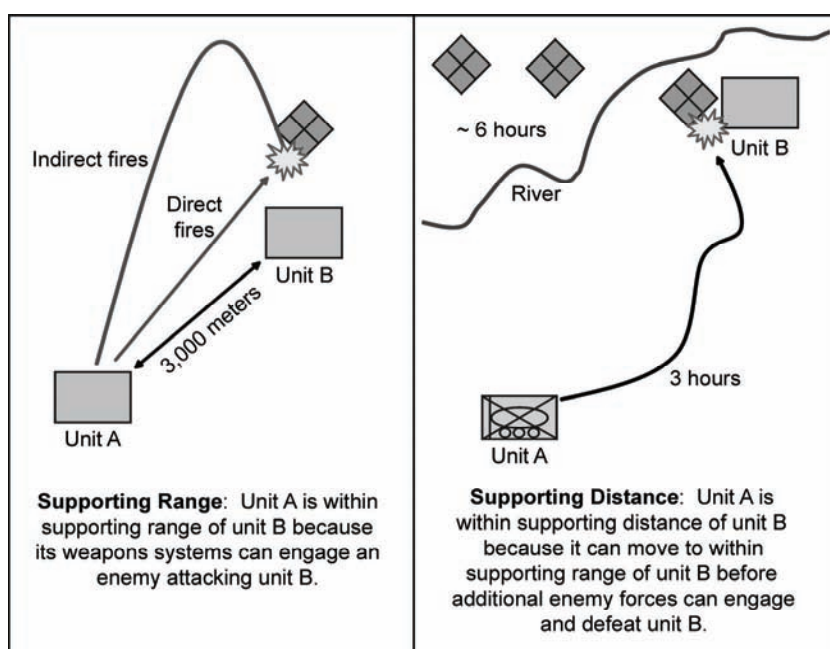 Indirect fires
Direct
fires
Unit B
3,000 meters
Unit A
Supporting Range:  Unit A is within
supporting range of unit B because
its weapons systems can engage an
enemy attacking unit B.
~ 6 hours
Unit B
River
3 hours
Unit A
Supporting Distance:  Unit A is
within supporting distance of unit B
because it can move to within
supporting range of unit B before
additional enemy forces can engage
and defeat unit B.